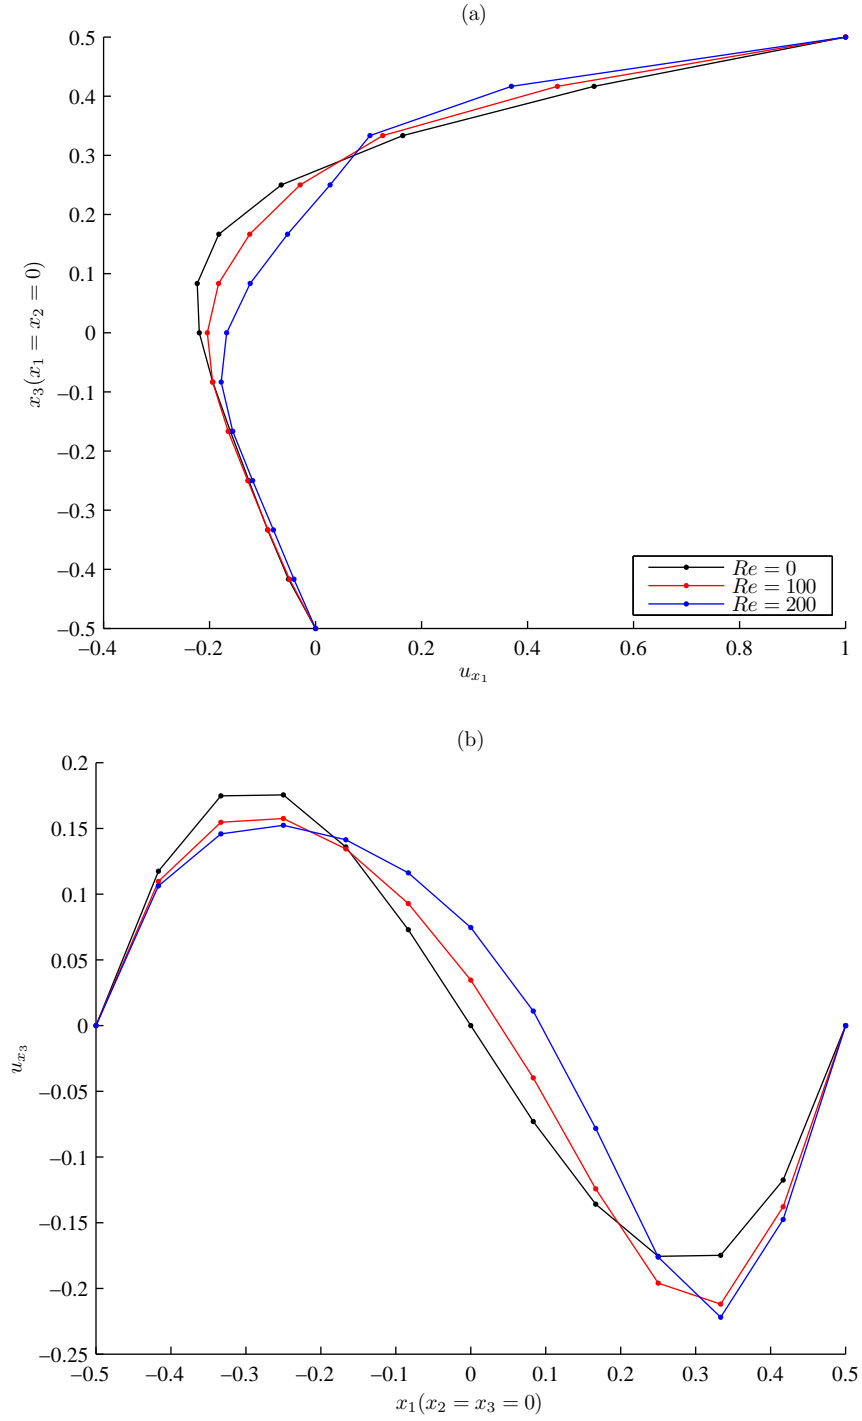 (a)
0.5
0.4
0.3
0.2
0.1
0
−0.1
−0.2
−0.3
−0.4
−0.5
x₃(x₁ = x₂ = 0)
Re = 0
Re = 100
Re = 200
−0.4 −0.2 0 0.2 0.4 0.6 0.8 1
uₓ₁
(b)
0.2
0.15
0.1
0.05
0
−0.05
−0.1
−0.15
−0.2
−0.25
uₓ₃
−0.5 −0.4 −0.3 −0.2 −0.1 0 0.1 0.2 0.3 0.4 0.5
x₁(x₂ = x₃ = 0)